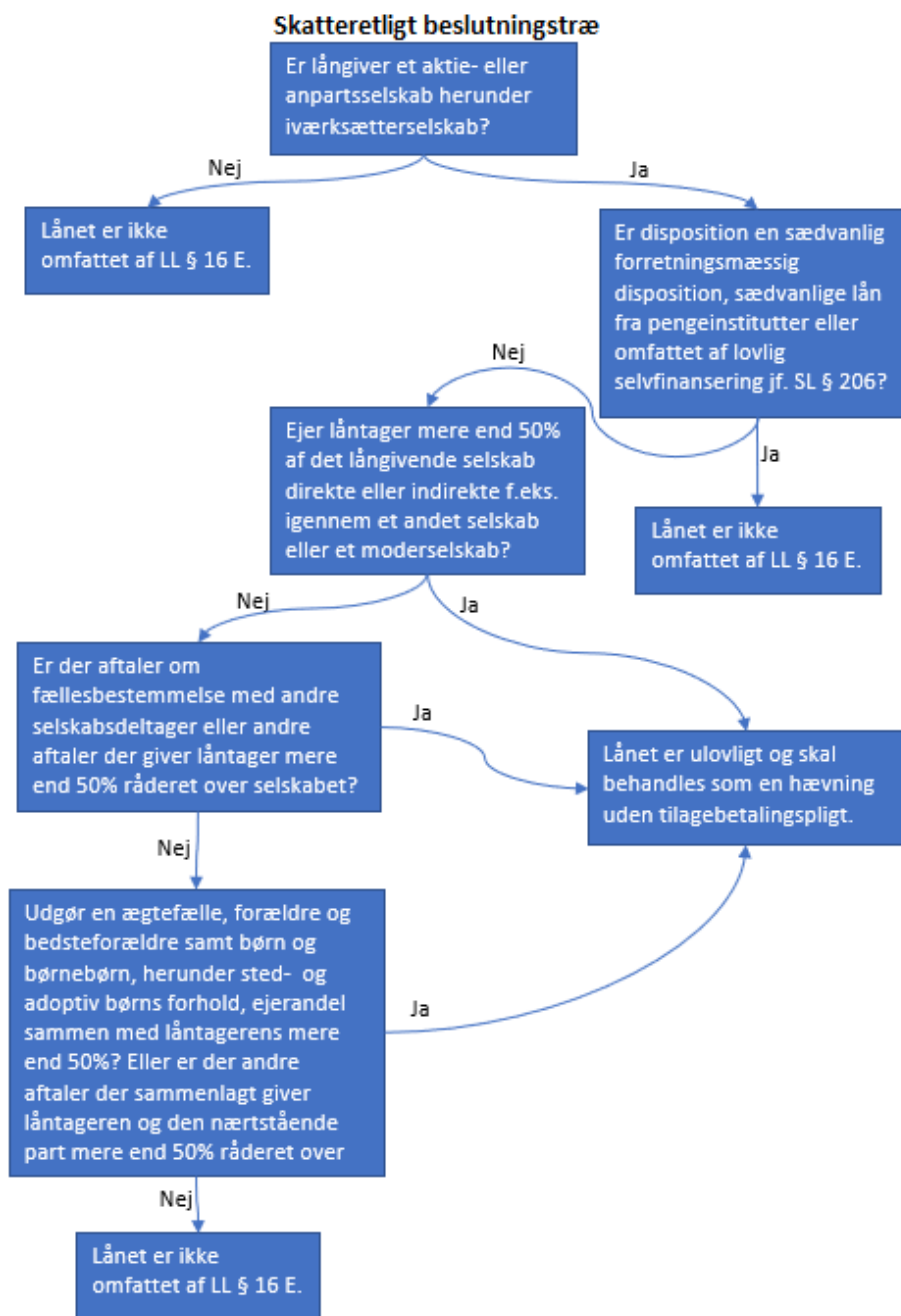 Skatteretligt beslutningstræ
Er långiver et aktie- eller
anpartsselskab herunder
iværksætterselskab?
Nej
Ja
Lånet er ikke
omfattet af LL § 16 E.
Er disposition en sædvanlig
forretningsmæssig
disposition, sædvanlige lån
fra pengeinstitutter eller
omfattet af lovlig
selvfinansering jf. SL § 206?
Nej
Ja
Ejer låntager mere end 50%
af det långivende selskab
direkte eller indirekte f.eks.
igennem et andet selskab
eller et moderselskab?
Lånet er ikke
omfattet af LL § 16 E.
Nej
Ja
Er der aftaler om
fællesbestemmelse med andre
selskabsdeltager eller andre
aftaler der giver låntager mere
end 50% råderet over selskabet?
Ja
Lånet er ulovligt og skal
behandles som en hævning
uden tilagebetalingspligt.
Nej
Udgør en ægtefælle, forældre og
bedsteforældre samt børn og
børnebørn, herunder sted- og
adoptiv børns forhold, ejerandel
sammen med låntagerens mere
end 50%? Eller er der andre
aftaler der sammenlagt giver
låntageren og den nærtstående
part mere end 50% råderet over
Ja
Nej
Lånet er ikke
omfattet af LL § 16 E.